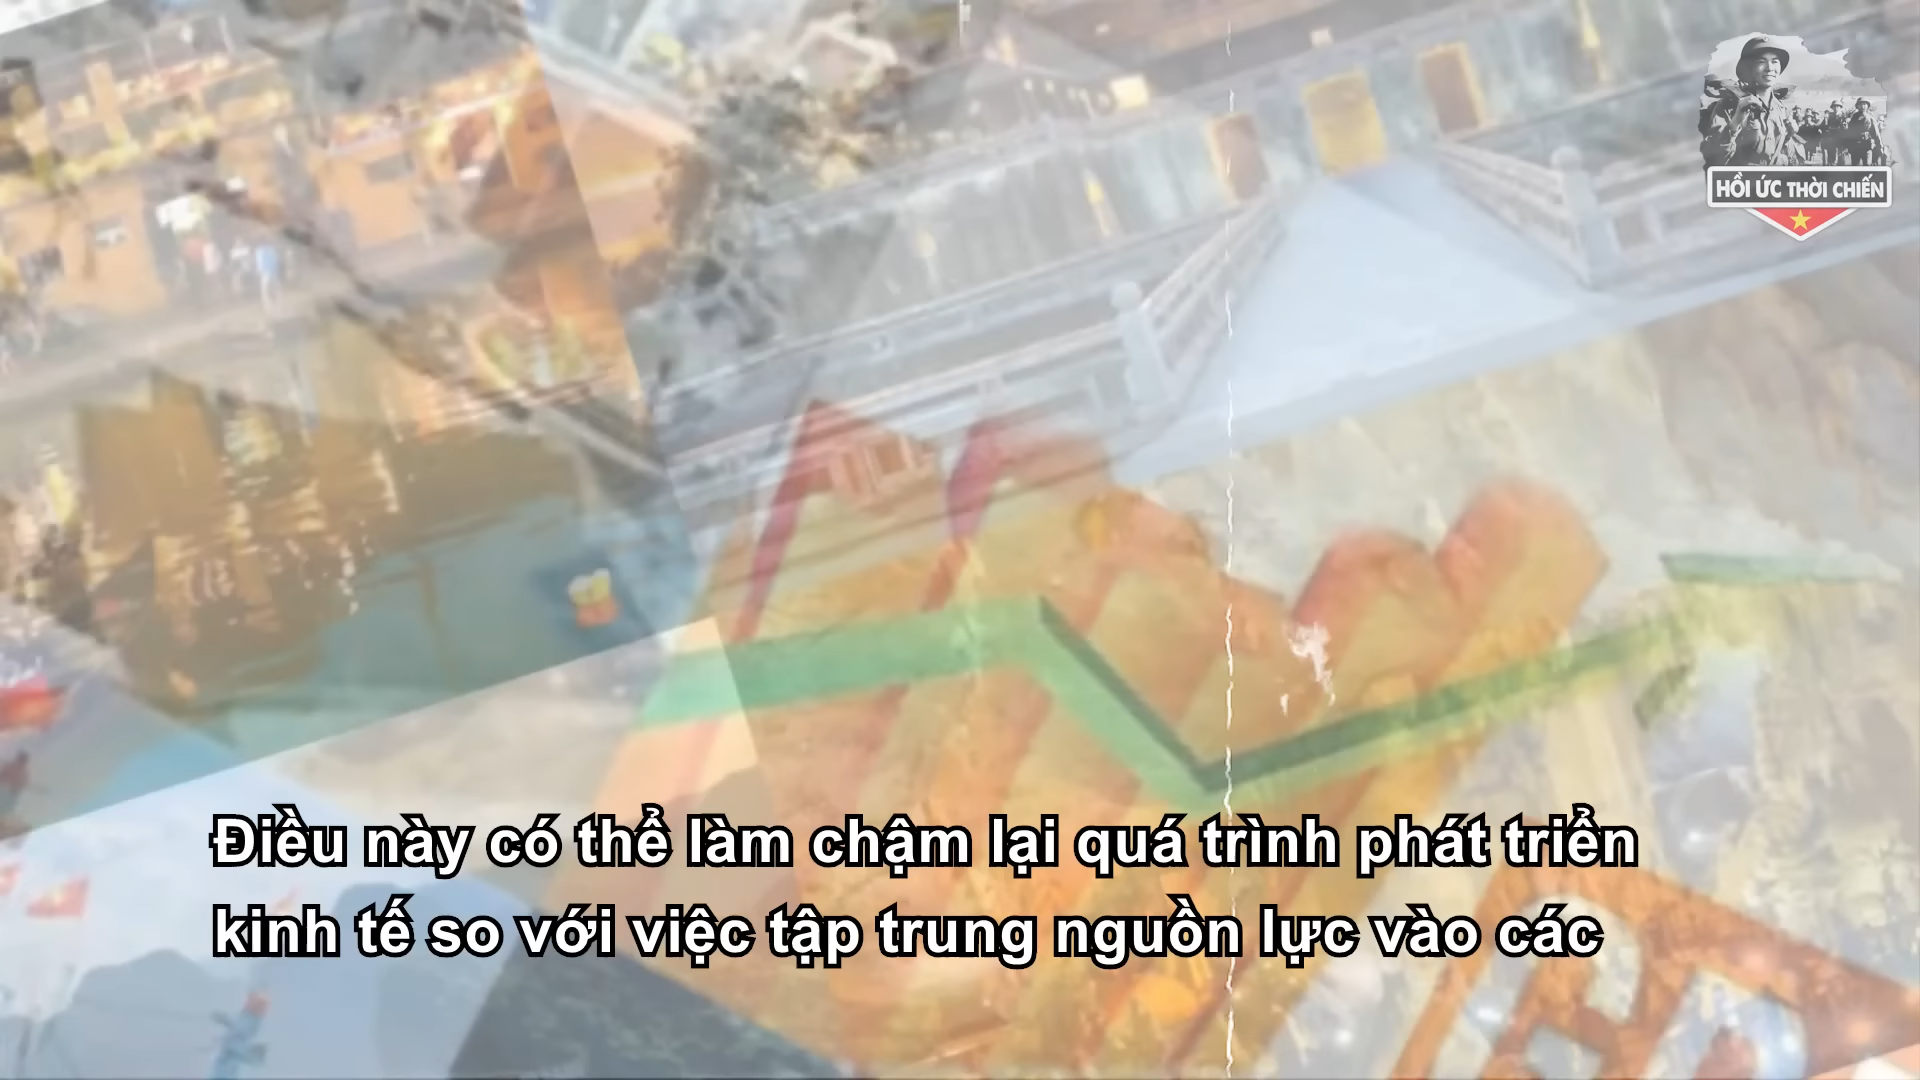 HỒI ỨC THỜI CHIẾN
Điều này có thể làm chậm lại quá trình phát triển
kinh tế so với việc tập trung nguồn lực vào các